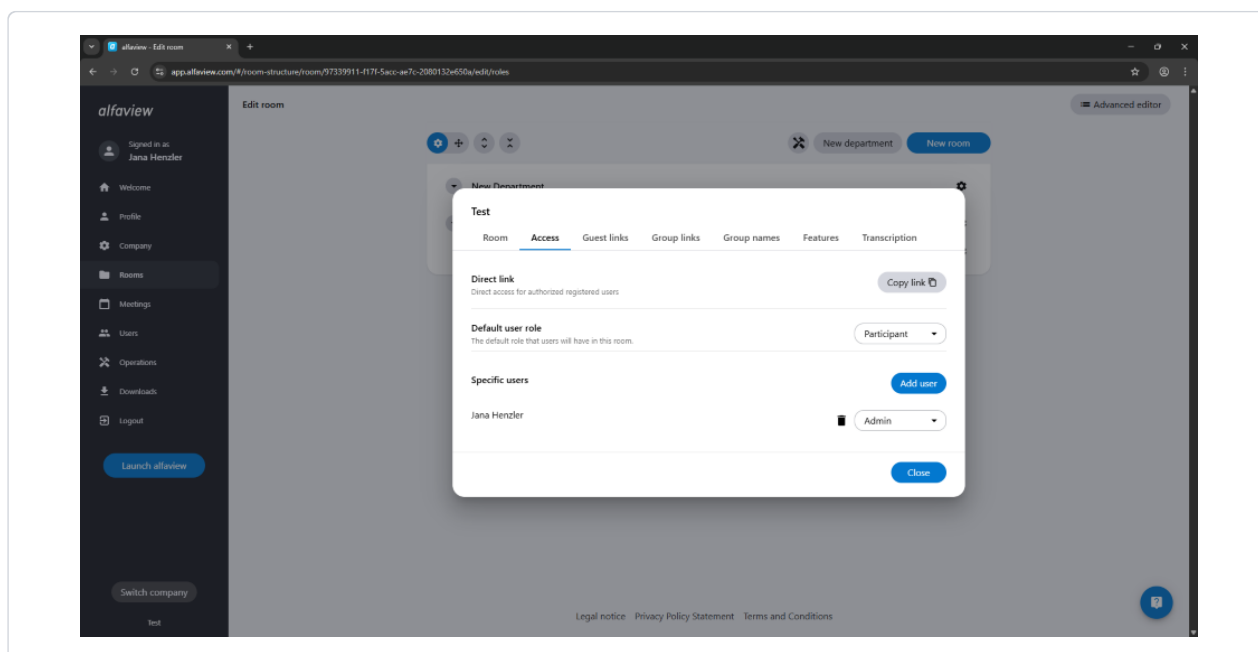 alfaview - Edit room
app.alfaview.com/#/room-structure/room/97339911-f17f-5acc-ae7c-2080132e650a/edit/roles
alfaview
Edit room
Advanced editor
Signed in as
Jana Henzler
New department
New room
Welcome
Profile
Company
Rooms
Meetings
Users
Operations
Downloads
Logout
Launch alfaview
Switch company
Test
New Department
Test
Room Access Guest links Group links Group names Features Transcription
Direct link
Direct access for authorized registered users
Copy link
Default user role
The default role that users will have in this room.
Participant
Specific users
Add user
Jana Henzler
Admin
Close
Legal notice Privacy Policy Statement Terms and Conditions